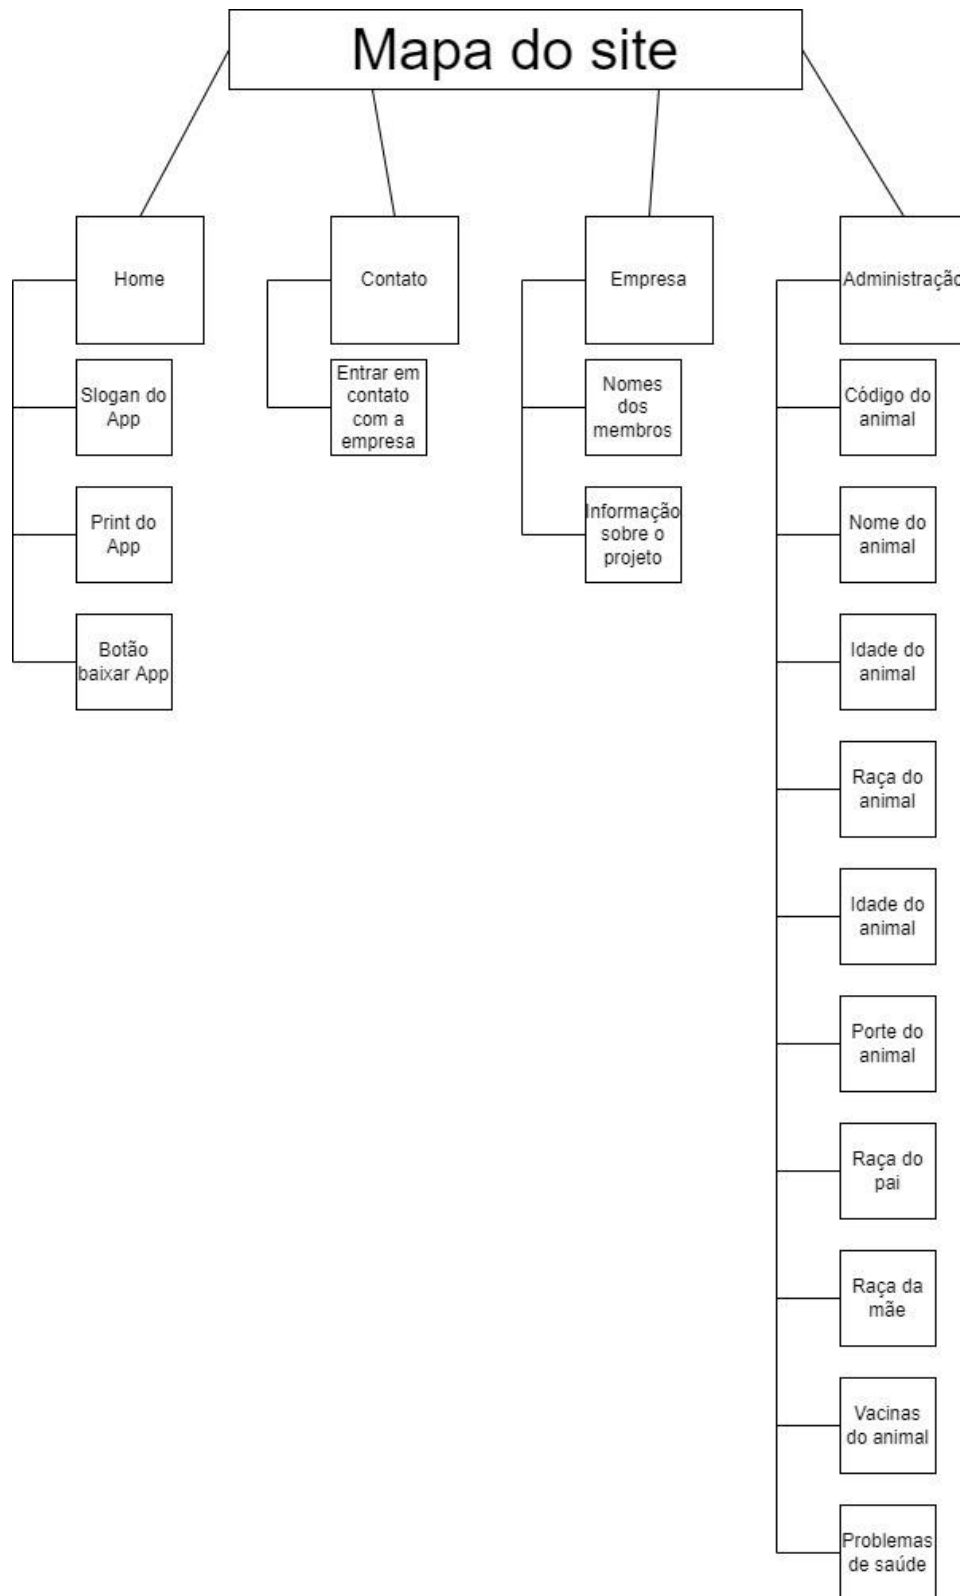 Mapa do site
Home
Contato
Empresa
Administração
Slogan do
App
Print do
App
Botão
baixar App
Entrar em
contato
com a
empresa
Nomes
dos
membros
Informação
sobre o
projeto
Código do
animal
Nome do
animal
Idade do
animal
Raça do
animal
Idade do
animal
Porte do
animal
Raça do
pai
Raça da
mãe
Vacinas
do animal
Problemas
de saúde